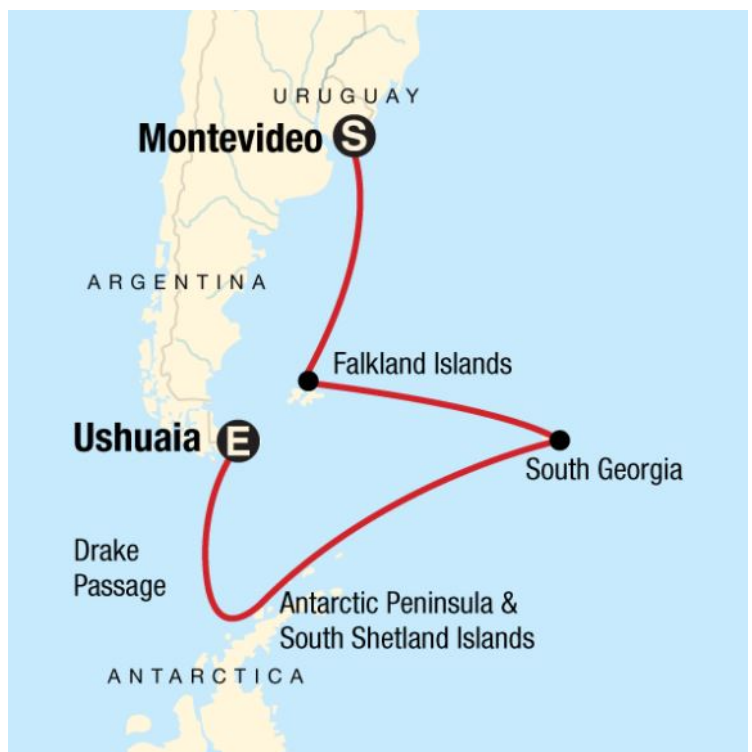 URUGUAY
Montevideo S
ARGENTINA
Falkland Islands
Ushuaia E
South Georgia
Drake
Passage
Antarctic Peninsula &
South Shetland Islands
ANTARCTICA